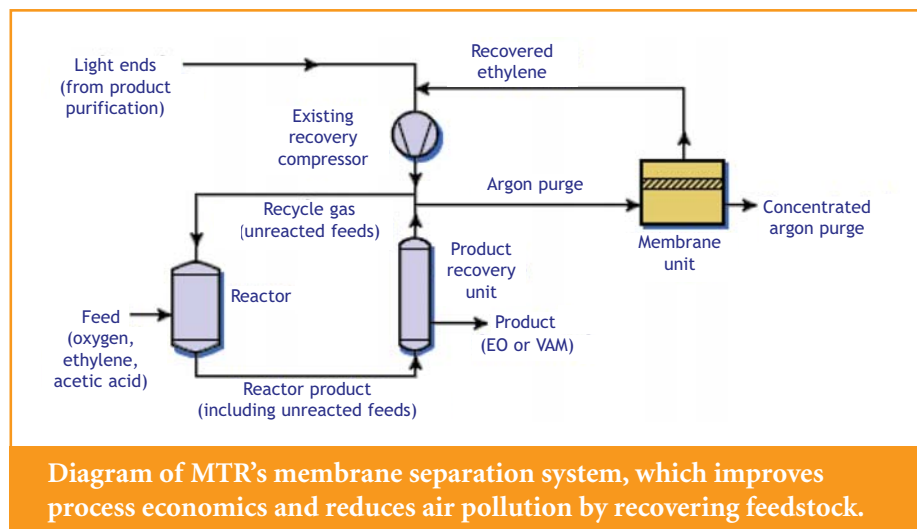 Recovered
ethylene
Light ends
(from product
purification)
Existing
recovery
compressor
Argon purge
Recycle gas
(unreacted feeds)
Concentrated
argon purge
Membrane
unit
Product
recovery
unit
Reactor
Feed
(oxygen,
ethylene,
acetic acid)
Product
(EO or VAM)
Reactor product
(including unreacted feeds)
Diagram of MTR’s membrane separation system, which improves
process economics and reduces air pollution by recovering feedstock.